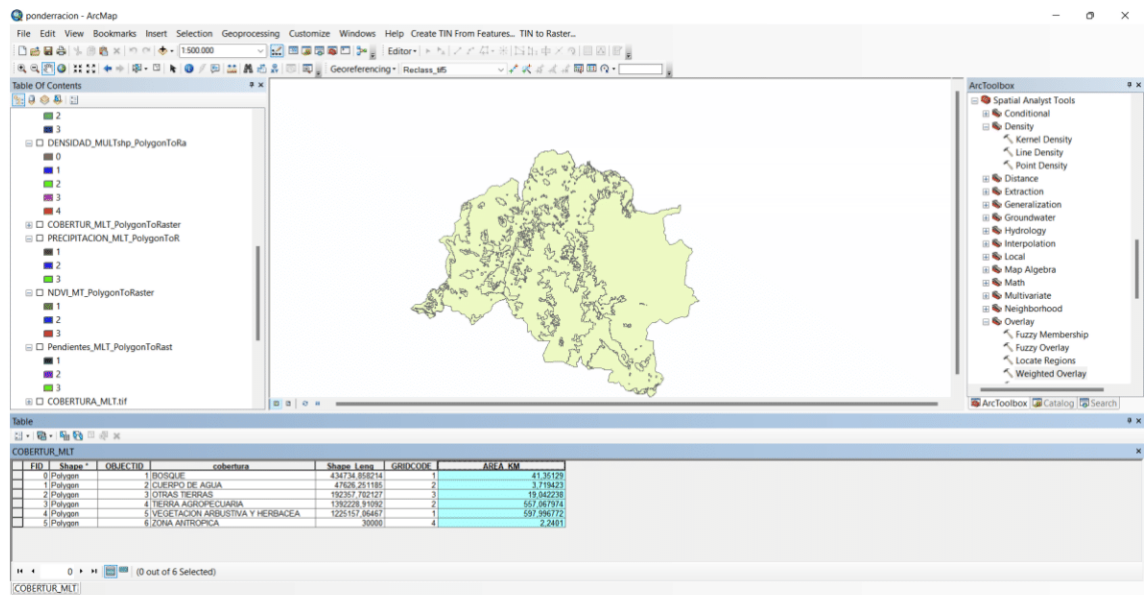 ponderracion - ArcMap
File Edit View Bookmarks Insert Selection Geoprocessing Customize Windows Help Create TIN From Features... TIN to Raster...
1:500.000 Editor
Georeferencing Reclass_tif5
Table Of Contents
2
3
DENSIDAD_MULTshp_PolygonToRa
0
1
2
3
4
COBERTUR_MLT_PolygonToRaster
PRECIPITACION_MLT_PolygonToR
1
2
3
NDVI_MT_PolygonToRaster
1
2
3
Pendientes_MLT_PolygonToRast
1
2
3
COBERTURA_MLT.tif
ArcToolbox
Spatial Analyst Tools
Conditional
Density
Kernel Density
Line Density
Point Density
Distance
Extraction
Generalization
Groundwater
Hydrology
Interpolation
Local
Map Algebra
Math
Multivariate
Neighborhood
Overlay
Fuzzy Membership
Fuzzy Overlay
Locate Regions
Weighted Overlay
ArcToolbox Catalog Search
Table
COBERTUR_MLT
FID Shape * OBJECTID cobertura Shape_Leng GRIDCODE AREA_KM
0 Polygon 1 BOSQUE 434734,858214 1 41,35129
1 Polygon 2 CUERPO DE AGUA 47626,251185 2 3,719423
2 Polygon 3 OTRAS TIERRAS 192357,702127 3 19,042238
3 Polygon 4 TIERRA AGROPECUARIA 1392228,91092 2 557,067974
4 Polygon 5 VEGETACION ARBUSTIVA Y HERBACEA 1225157,06467 1 597,996772
5 Polygon 6 ZONA ANTROPICA 30000 4 2,2401
0 (0 out of 6 Selected)
COBERTUR_MLT